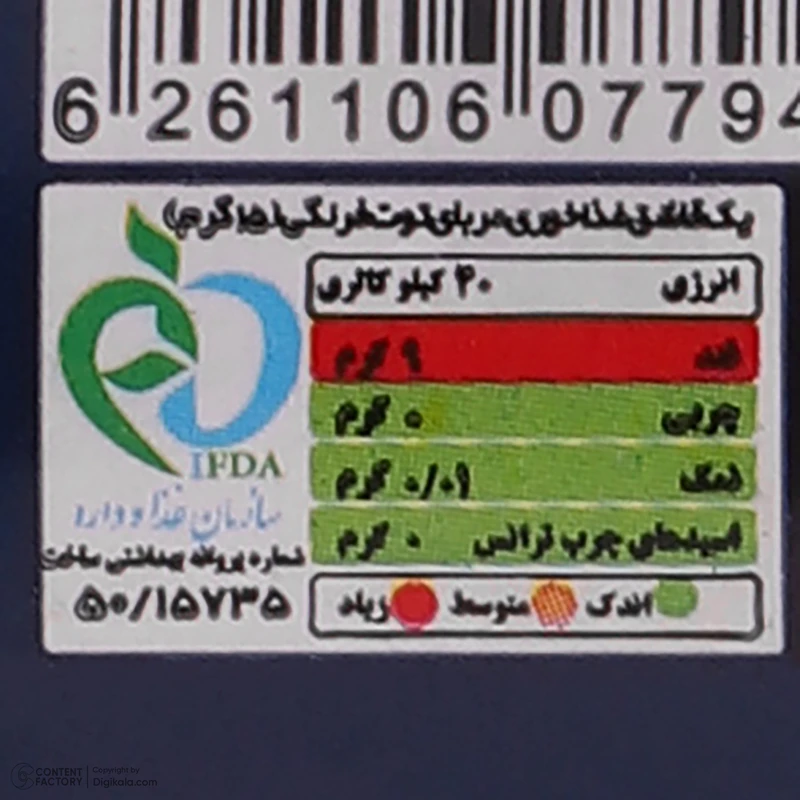 6 261106 07794
یک قاشق غذاخوری مربای توت فرنگی (۱۵ گرم)
انرژی ۴۰ کیلو کالری
قند ۹ گرم
چربی ۰ گرم
نمک ۰/۰۱ گرم
اسیدهای چرب ترانس ۰ گرم
اندک متوسط زیاد
IFDA
سازمان غذا و دارو
شماره پروانه بهداشتی ساخت
۵۰/۱۵۷۳۵
CONTENT FACTORY
Copyright by
Digikala.com